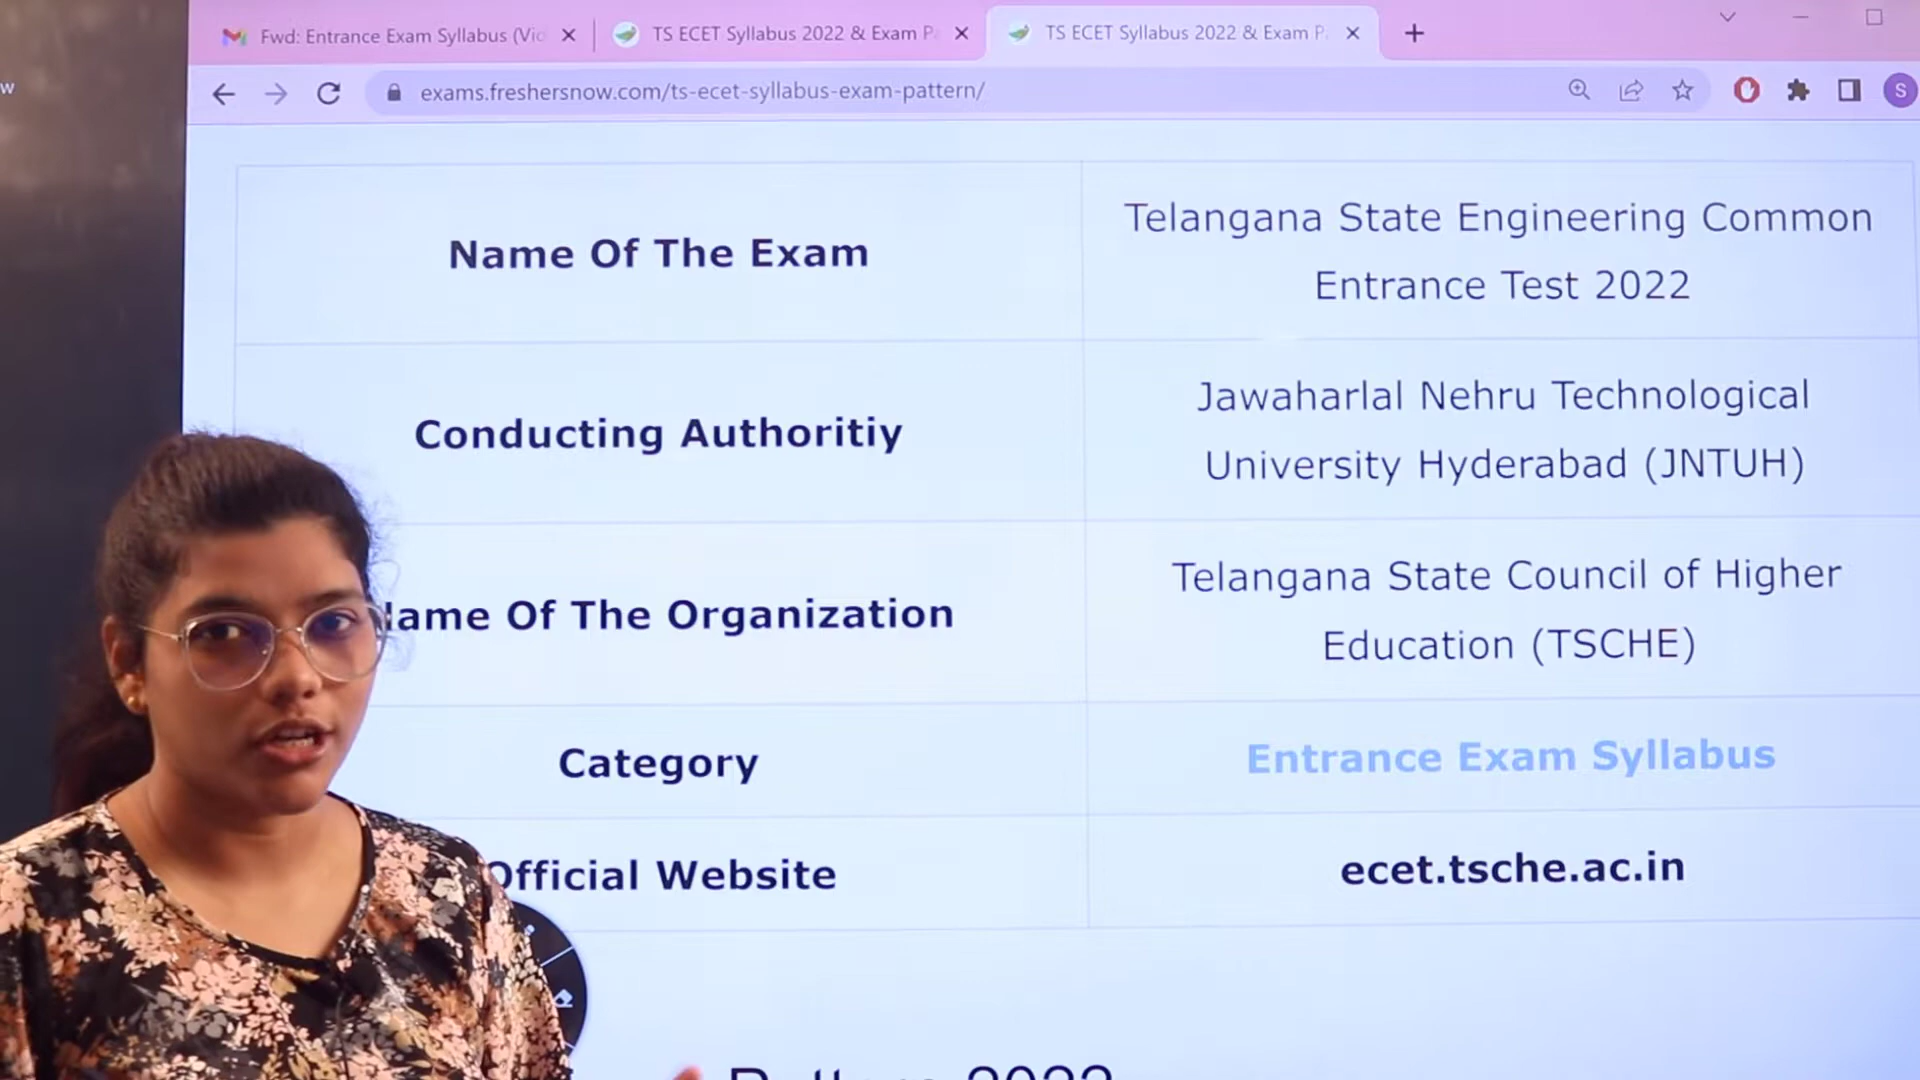 w
Fwd: Entrance Exam Syllabus (Vic
TS ECET Syllabus 2022 & Exam P
TS ECET Syllabus 2022 & Exam P
exams.freshersnow.com/ts-ecet-syllabus-exam-pattern/
S
Name Of The Exam
Telangana State Engineering Common
Entrance Test 2022
Conducting Authoritiy
Jawaharlal Nehru Technological
University Hyderabad (JNTUH)
ame Of The Organization
Telangana State Council of Higher
Education (TSCHE)
Category
Entrance Exam Syllabus
Official Website
ecet.tsche.ac.in
Pattern 2022